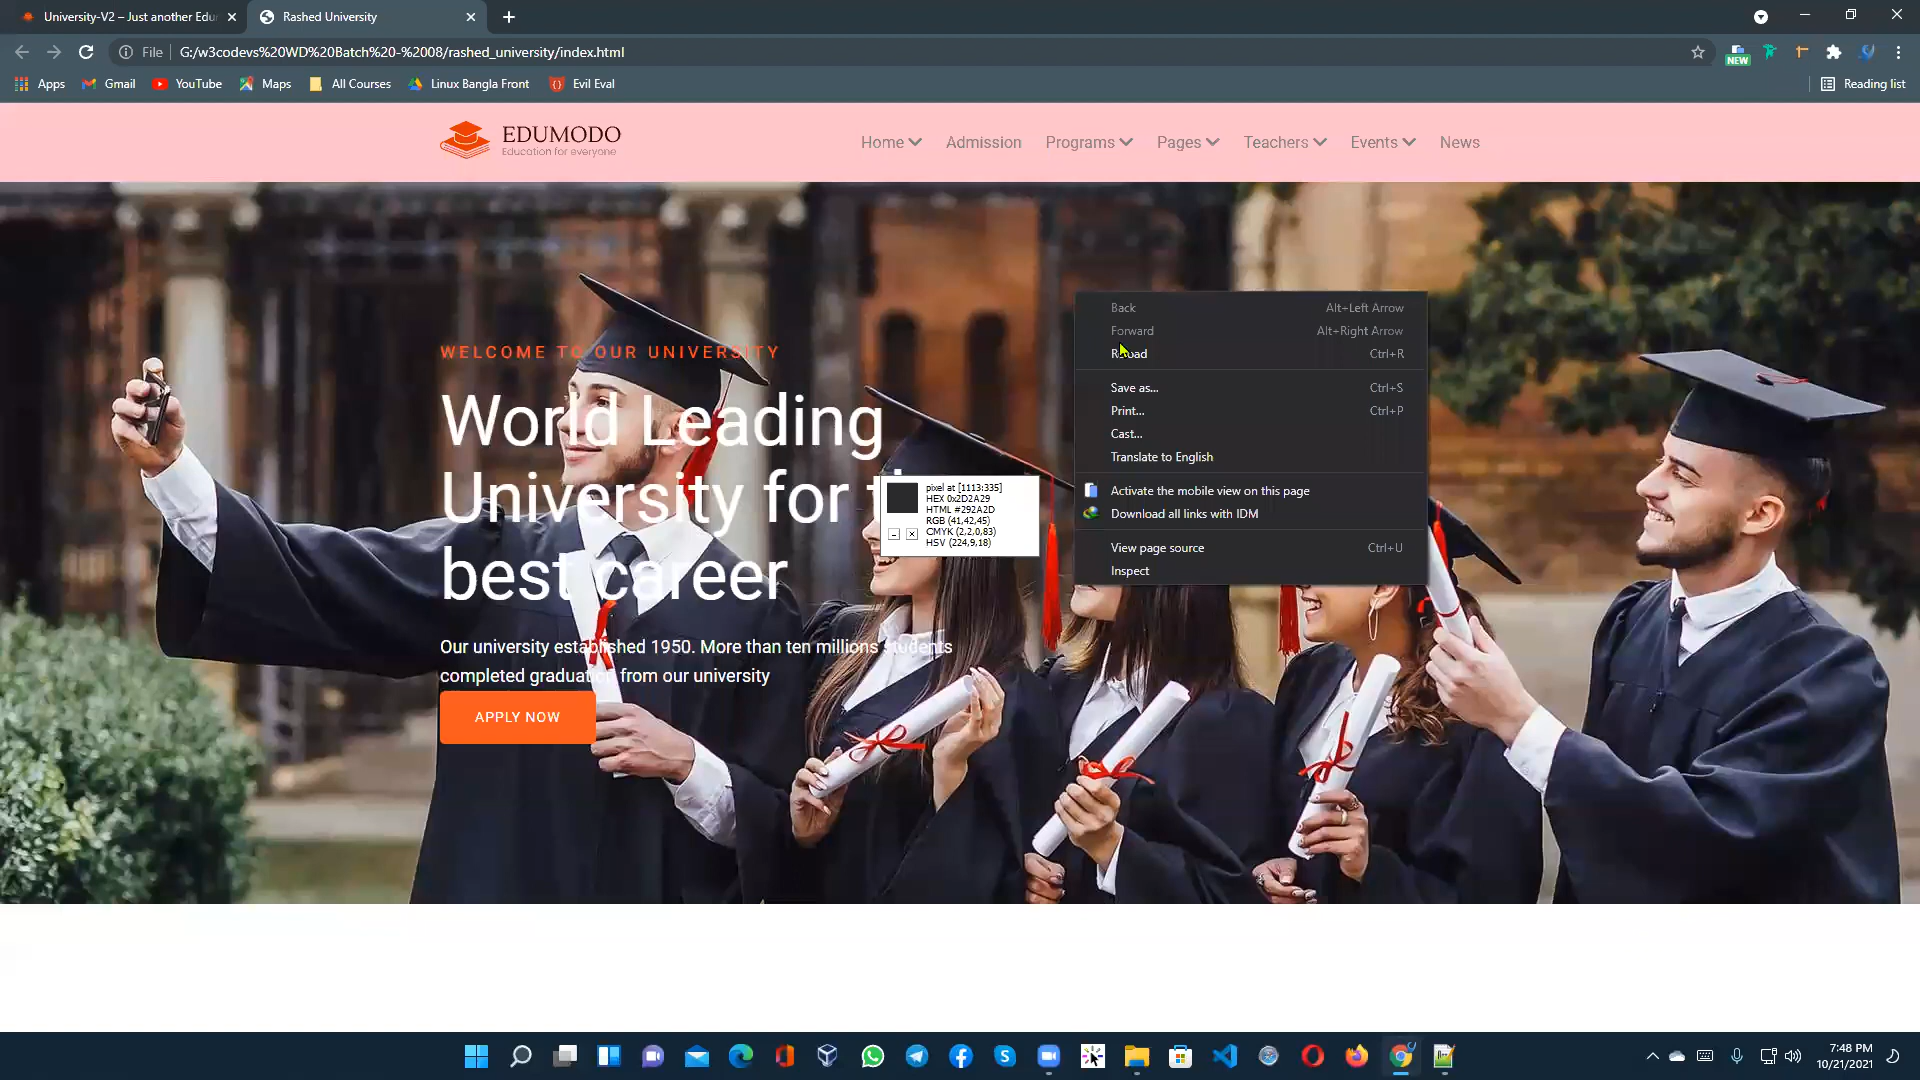 University-V2 – Just another Edu
Rashed University
File
G:/w3codevs%20WD%20Batch%20-%2008/rashed_university/index.html
NEW
Apps
Gmail
YouTube
Maps
All Courses
Linux Bangla Front
Evil Eval
Reading list
EDUMODO
Education for everyone
Home
Admission
Programs
Pages
Teachers
Events
News
WELCOME TO OUR UNIVERSITY
World Leading
University for t
best career
Our university established 1950. More than ten millions students
completed graduation from our university
APPLY NOW
pixel at [1113:335]
HEX 0x2D2A29
HTML #292A2D
RGB (41,42,45)
CMYK (2,2,0,83)
HSV (224,9,18)
Back Alt+Left Arrow
Forward Alt+Right Arrow
Reload Ctrl+R
Save as... Ctrl+S
Print... Ctrl+P
Cast...
Translate to English
Activate the mobile view on this page
Download all links with IDM
View page source Ctrl+U
Inspect
7:48 PM
10/21/2021